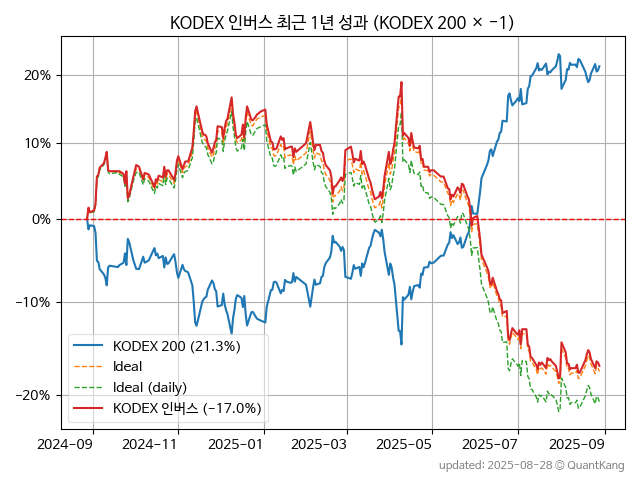 KODEX 인버스 최근 1년 성과 (KODEX 200 × −1)
20%
10%
0%
−10%
−20%
KODEX 200 (21.3%)
Ideal
Ideal (daily)
KODEX 인버스 (−17.0%)
2024-09 2024-11 2025-01 2025-03 2025-05 2025-07 2025-09
updated: 2025-08-28 © QuantKang